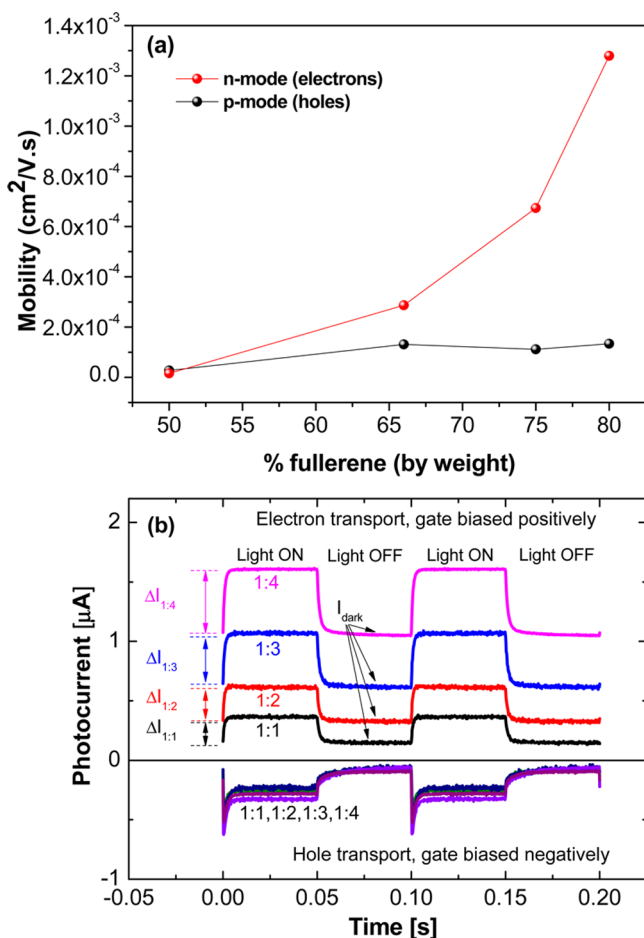 (a)
n-mode (electrons)
p-mode (holes)
Mobility (cm²/V.s)
1.4x10⁻³
1.2x10⁻³
1.0x10⁻³
8.0x10⁻⁴
6.0x10⁻⁴
4.0x10⁻⁴
2.0x10⁻⁴
0.0
50 55 60 65 70 75 80
% fullerene (by weight)
(b)
Electron transport, gate biased positively
Light ON Light OFF Light ON Light OFF
Photocurrent [μA]
2
1
0
-1
ΔI₁:₄
ΔI₁:₃
ΔI₁:₂
ΔI₁:₁
1:4
I_dark
1:3
1:2
1:1
1:1,1:2,1:3,1:4
Hole transport, gate biased negatively
-0.05 0.00 0.05 0.10 0.15 0.20
Time [s]